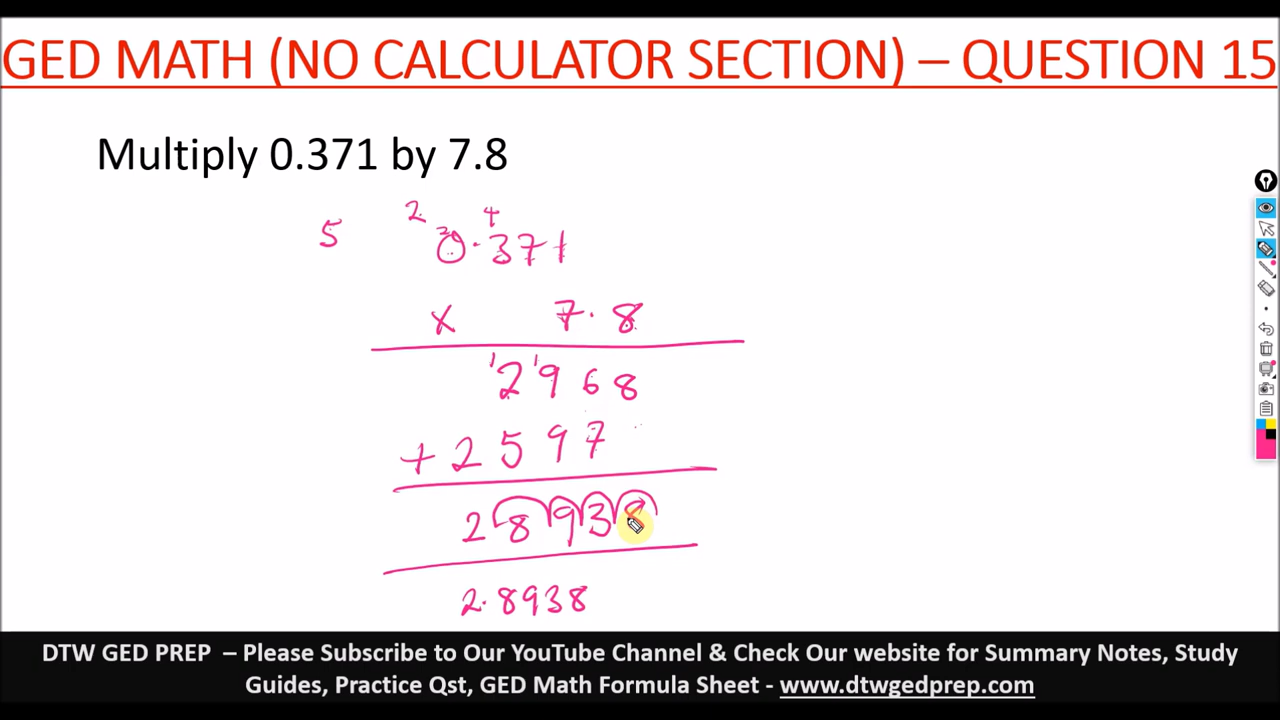 GED MATH (NO CALCULATOR SECTION) – QUESTION 15
Multiply 0.371 by 7.8
5 2 2 4
0.371
x 7.8
1 1
2968
+ 2597
28938
2.8938
DTW GED PREP – Please Subscribe to Our YouTube Channel & Check Our website for Summary Notes, Study
Guides, Practice Qst, GED Math Formula Sheet - www.dtwgedprep.com